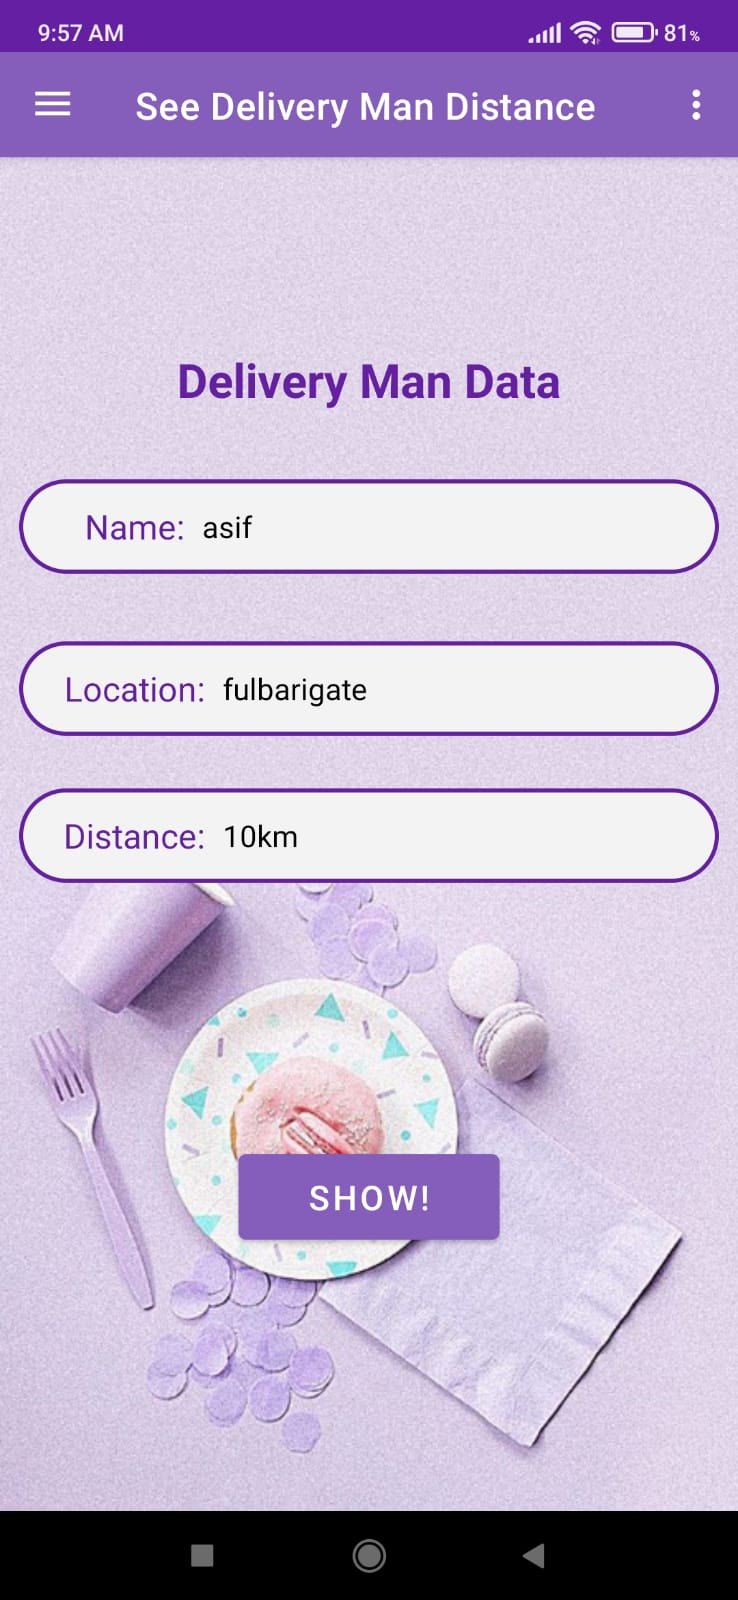 9:57 AM 81%
See Delivery Man Distance
Delivery Man Data
Name: asif
Location: fulbarigate
Distance: 10km
SHOW!